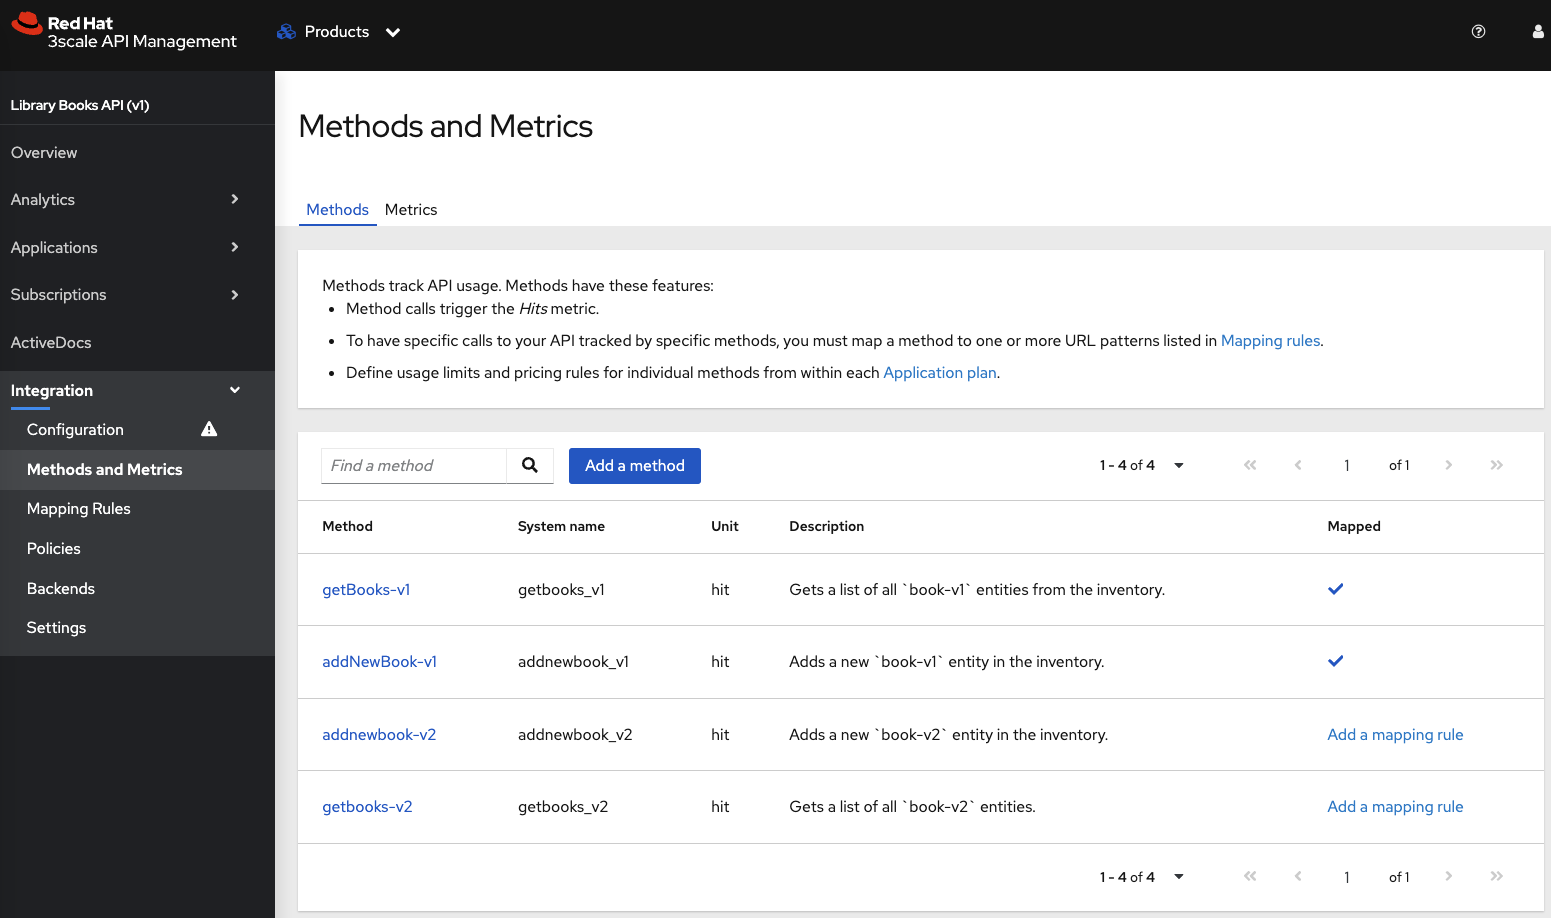 Red Hat
3scale API Management
Products
Library Books API (v1)
Overview
Analytics
Applications
Subscriptions
ActiveDocs
Integration
Configuration
Methods and Metrics
Mapping Rules
Policies
Backends
Settings
Methods and Metrics
Methods Metrics
Methods track API usage. Methods have these features:
• Method calls trigger the Hits metric.
• To have specific calls to your API tracked by specific methods, you must map a method to one or more URL patterns listed in Mapping rules.
• Define usage limits and pricing rules for individual methods from within each Application plan.
Find a method Add a method 1 - 4 of 4 1 of 1
Method System name Unit Description Mapped
getBooks-v1 getbooks_v1 hit Gets a list of all `book-v1` entities from the inventory.
addNewBook-v1 addnewbook_v1 hit Adds a new `book-v1` entity in the inventory.
addnewbook-v2 addnewbook_v2 hit Adds a new `book-v2` entity in the inventory. Add a mapping rule
getbooks-v2 getbooks_v2 hit Gets a list of all `book-v2` entities. Add a mapping rule
1 - 4 of 4 1 of 1